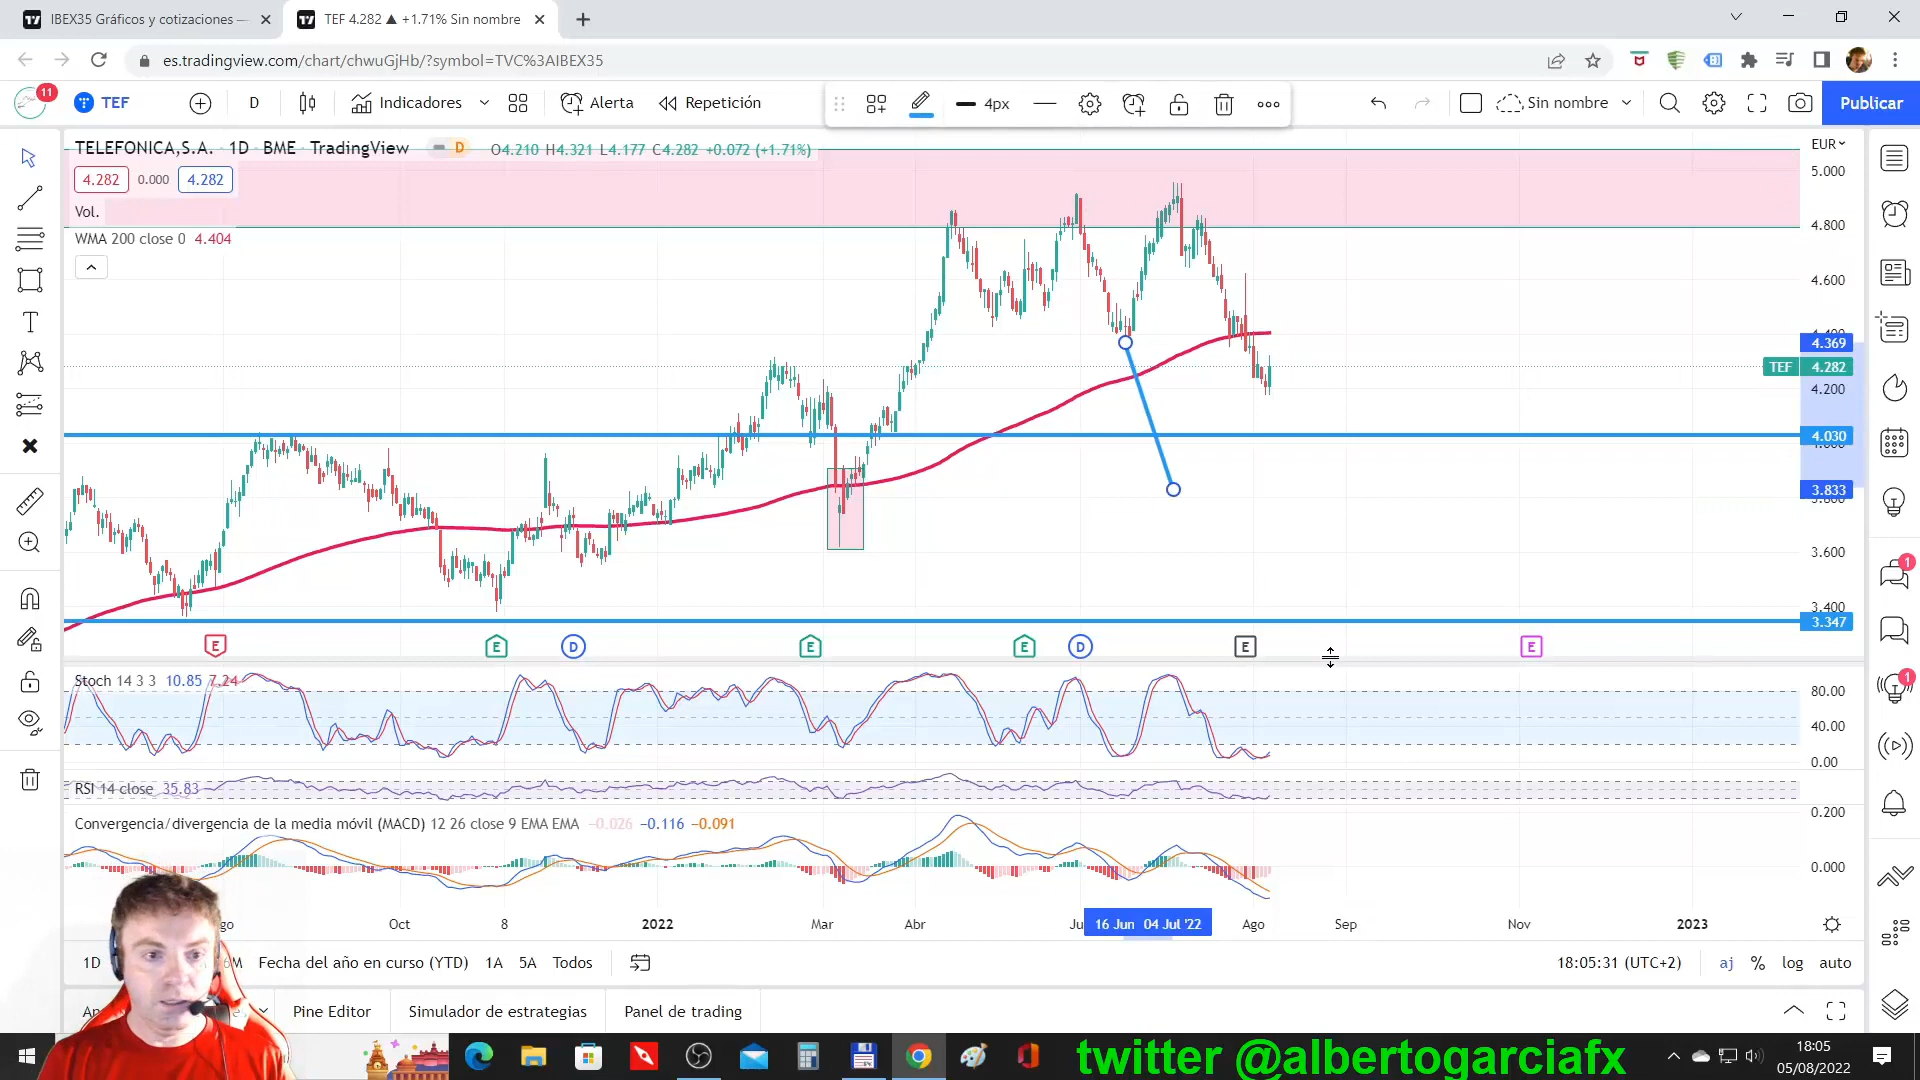 IBEX35 Gráficos y cotizaciones —
TEF 4.282 ▲ +1.71% Sin nombre
es.tradingview.com/chart/chwuGjHb/?symbol=TVC%3AIBEX35
11
TEF
D
Indicadores
Alerta
Repetición
4px
Sin nombre
Publicar
TELEFONICA,S.A. · 1D · BME · TradingView
D
O4.210 H4.321 L4.177 C4.282 +0.072 (+1.71%)
EUR
4.282
0.000
4.282
Vol.
WMA 200 close 0 4.404
5.000
4.800
4.600
4.369
TEF 4.282
4.200
4.030
3.833
3.600
3.400
3.347
E
E
D
E
E
D
E
E
1
1
Stoch 14 3 3 10.85 7.24
80.00
40.00
0.00
RSI 14 close 35.83
Convergencia/divergencia de la media móvil (MACD) 12 26 close 9 EMA EMA −0.026 −0.116 −0.091
0.200
0.000
Oct
8
2022
Mar
Abr
16 Jun
04 Jul '22
Ago
Sep
Nov
2023
1D
Fecha del año en curso (YTD)
1A
5A
Todos
18:05:31 (UTC+2)
aj
%
log
auto
Pine Editor
Simulador de estrategias
Panel de trading
twitter @albertogarciafx
18:05
05/08/2022